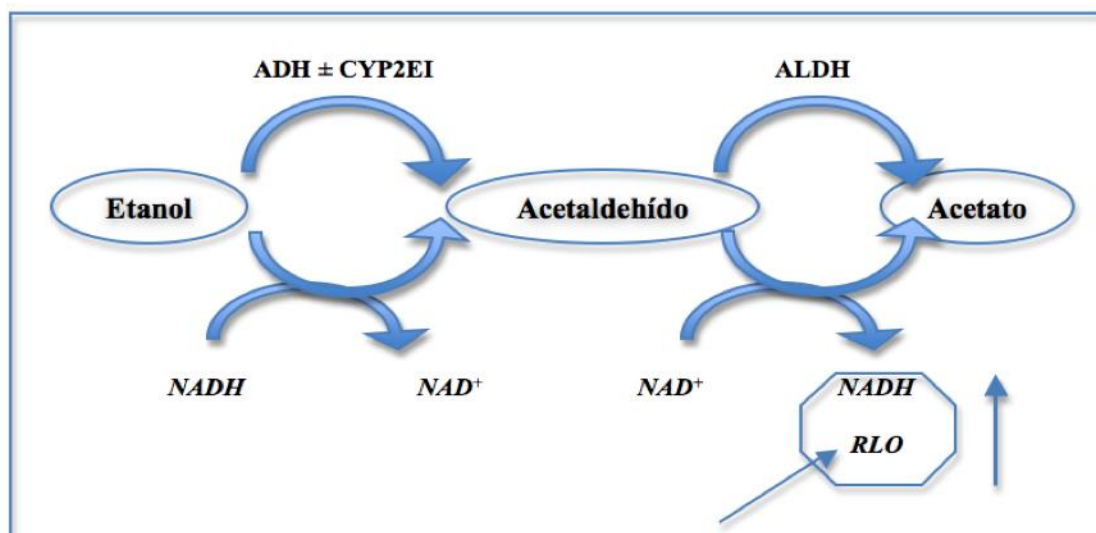 ADH ± CYP2EI
ALDH
Etanol
Acetaldehído
Acetato
NADH
NAD⁺
NAD⁺
NADH
RLO